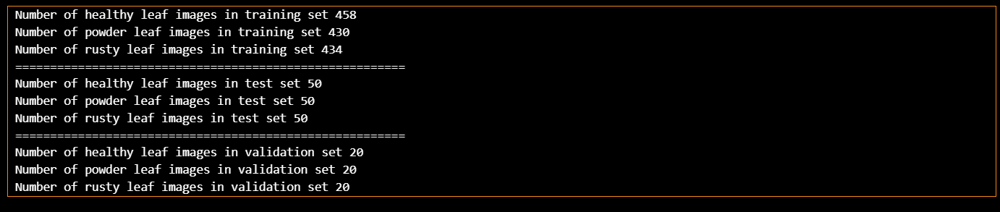 Number of healthy leaf images in training set 458
Number of powder leaf images in training set 430
Number of rusty leaf images in training set 434
========================================================
Number of healthy leaf images in test set 50
Number of powder leaf images in test set 50
Number of rusty leaf images in test set 50
========================================================
Number of healthy leaf images in validation set 20
Number of powder leaf images in validation set 20
Number of rusty leaf images in validation set 20